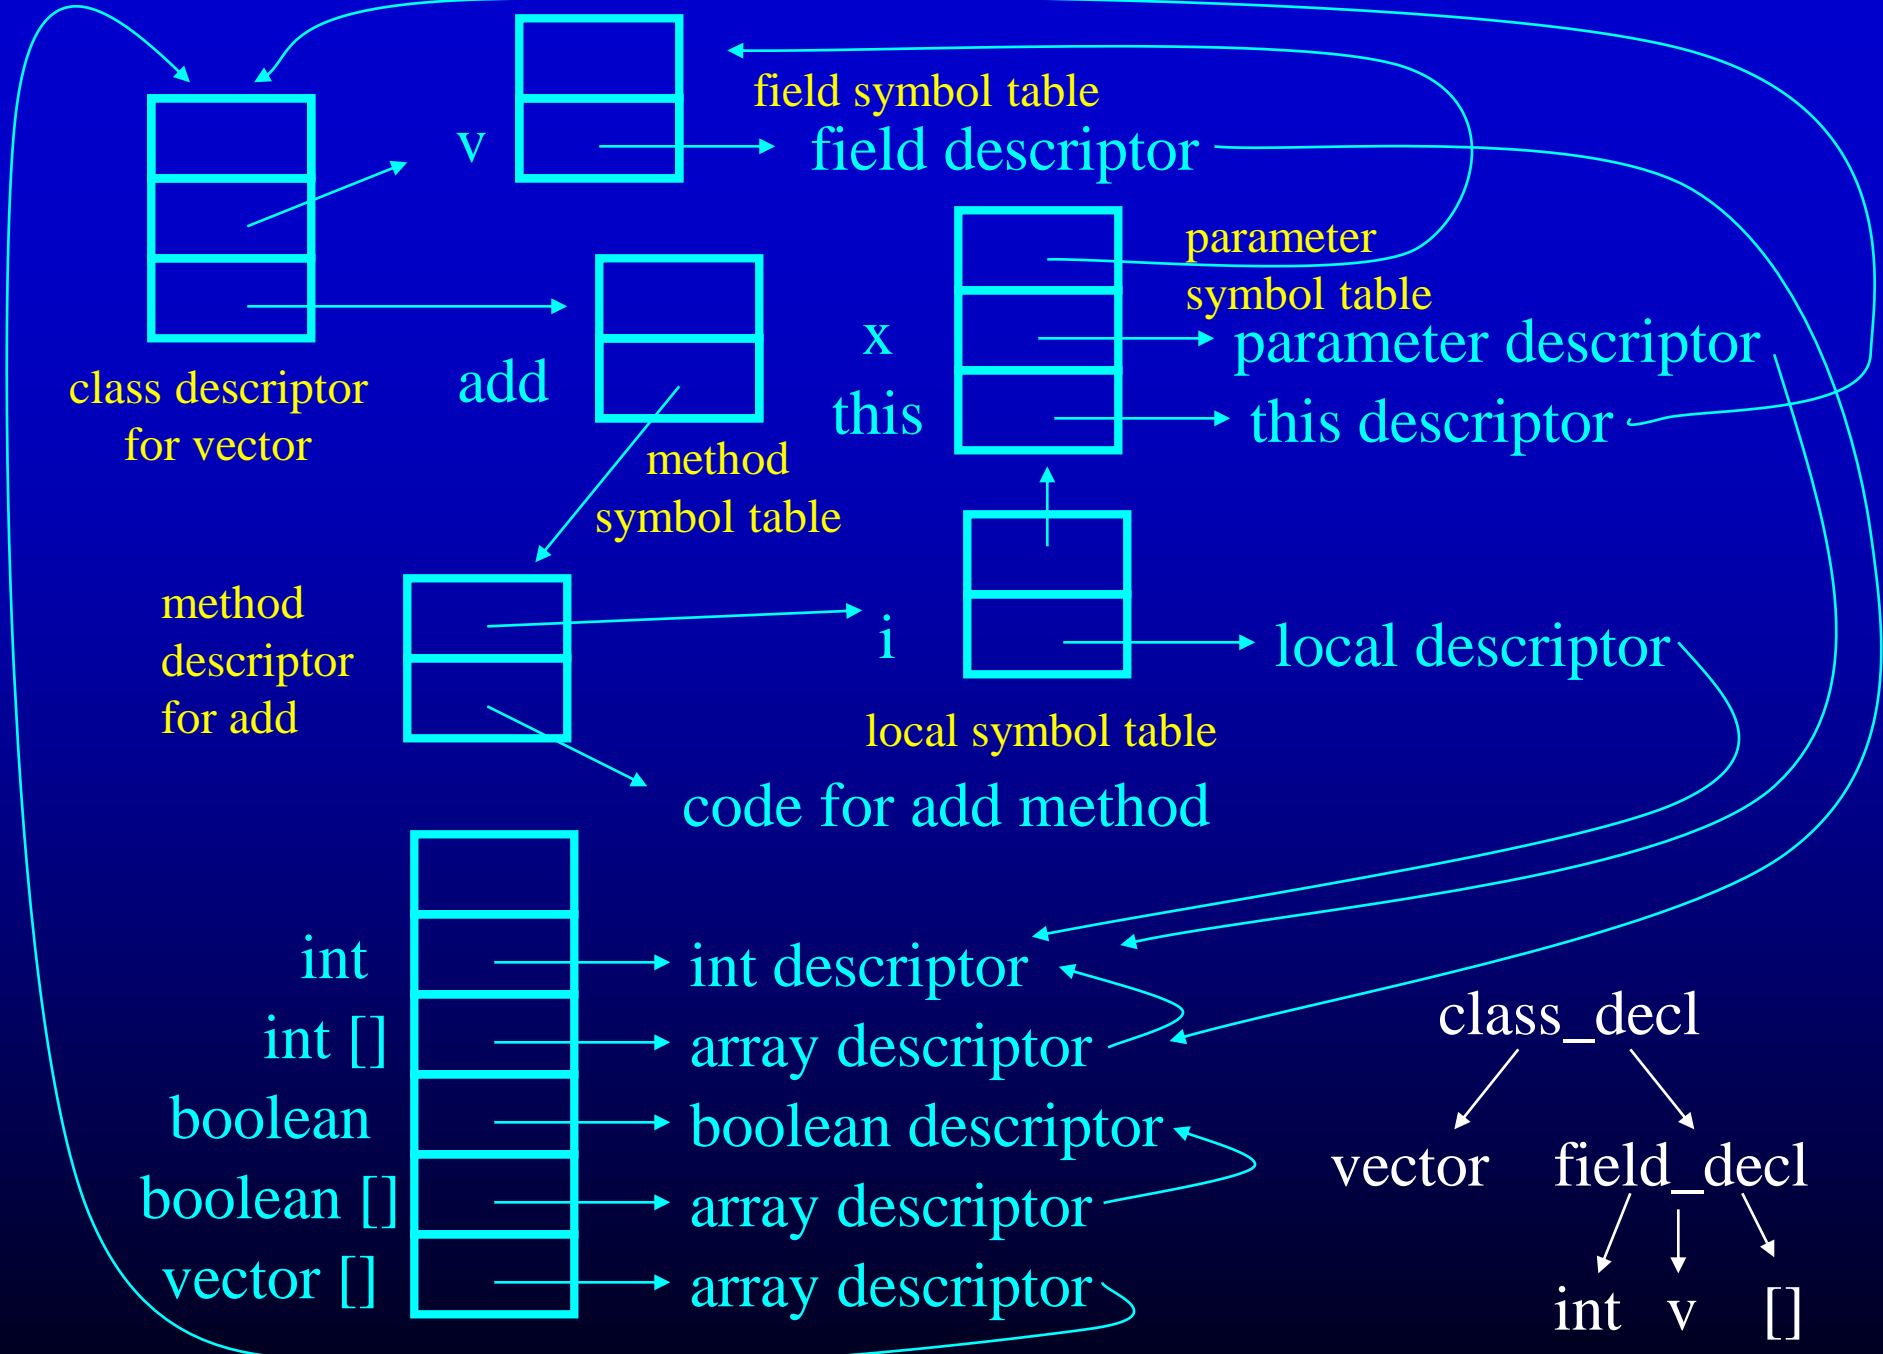 field symbol table
v
field descriptor
parameter
symbol table
x
parameter descriptor
class descriptor
for vector
add
this
this descriptor
method
symbol table
method
descriptor
for add
i
local descriptor
local symbol table
code for add method
int
int descriptor
int []
array descriptor
boolean
boolean descriptor
boolean []
array descriptor
vector []
array descriptor
class_decl
vector field_decl
int v []